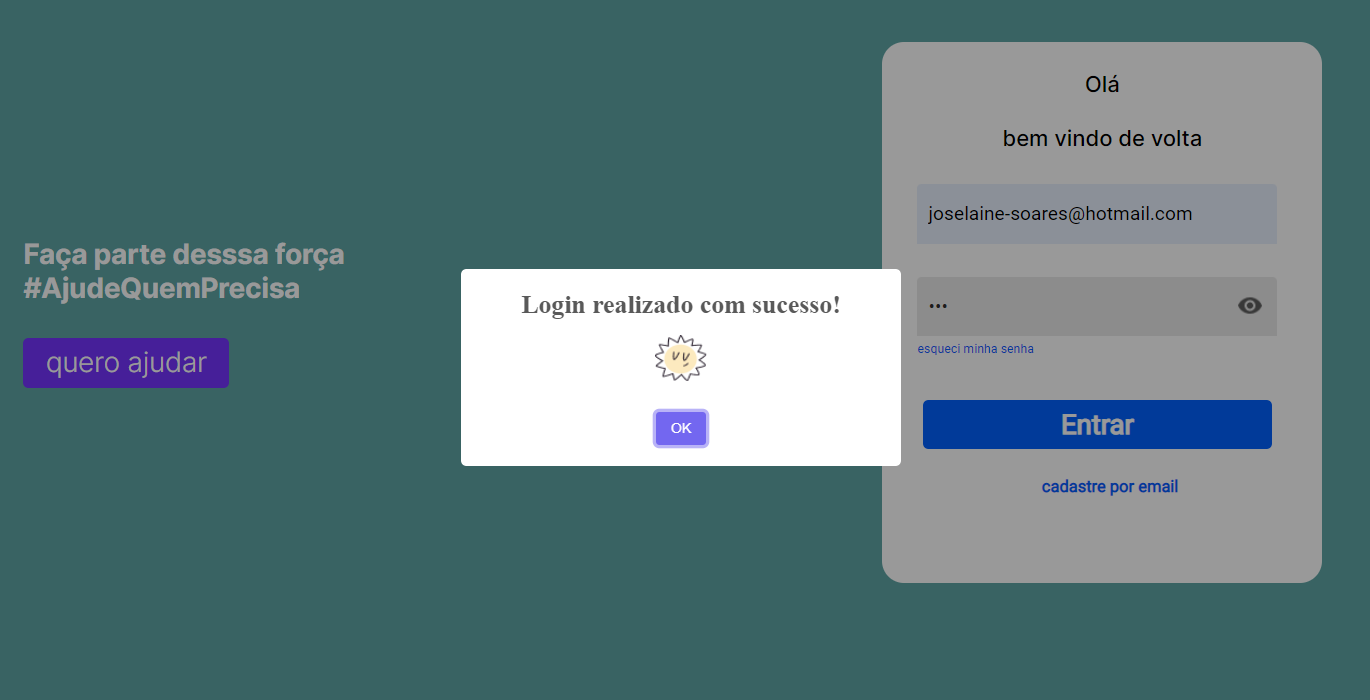 Faça parte desssa força
#AjudeQuemPrecisa
quero ajudar
Login realizado com sucesso!
OK
Olá
bem vindo de volta
joselaine-soares@hotmail.com
•••
esqueci minha senha
Entrar
cadastre por email